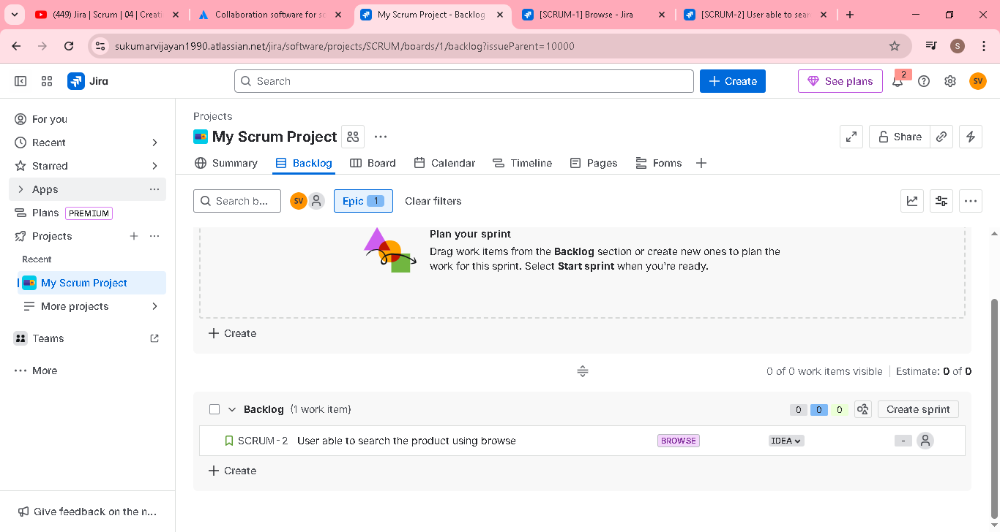 (449) Jira | Scrum | 04 | Creati
Collaboration software for so
My Scrum Project - Backlog
[SCRUM-1] Browse - Jira
[SCRUM-2] User able to sear
sukumarvijayan1990.atlassian.net/jira/software/projects/SCRUM/boards/1/backlog?issueParent=10000
S
Jira
Search
Create
See plans
2
SV
For you
Recent
Starred
Apps
Plans PREMIUM
Projects
Recent
My Scrum Project
More projects
Teams
More
Give feedback on the n...
Projects
My Scrum Project
Share
Summary Backlog Board Calendar Timeline Pages Forms
Search b... SV Epic 1 Clear filters
Plan your sprint
Drag work items from the Backlog section or create new ones to plan the
work for this sprint. Select Start sprint when you're ready.
Create
0 of 0 work items visible Estimate: 0 of 0
Backlog (1 work item) 0 0 0 Create sprint
SCRUM-2 User able to search the product using browse BROWSE IDEA -
Create